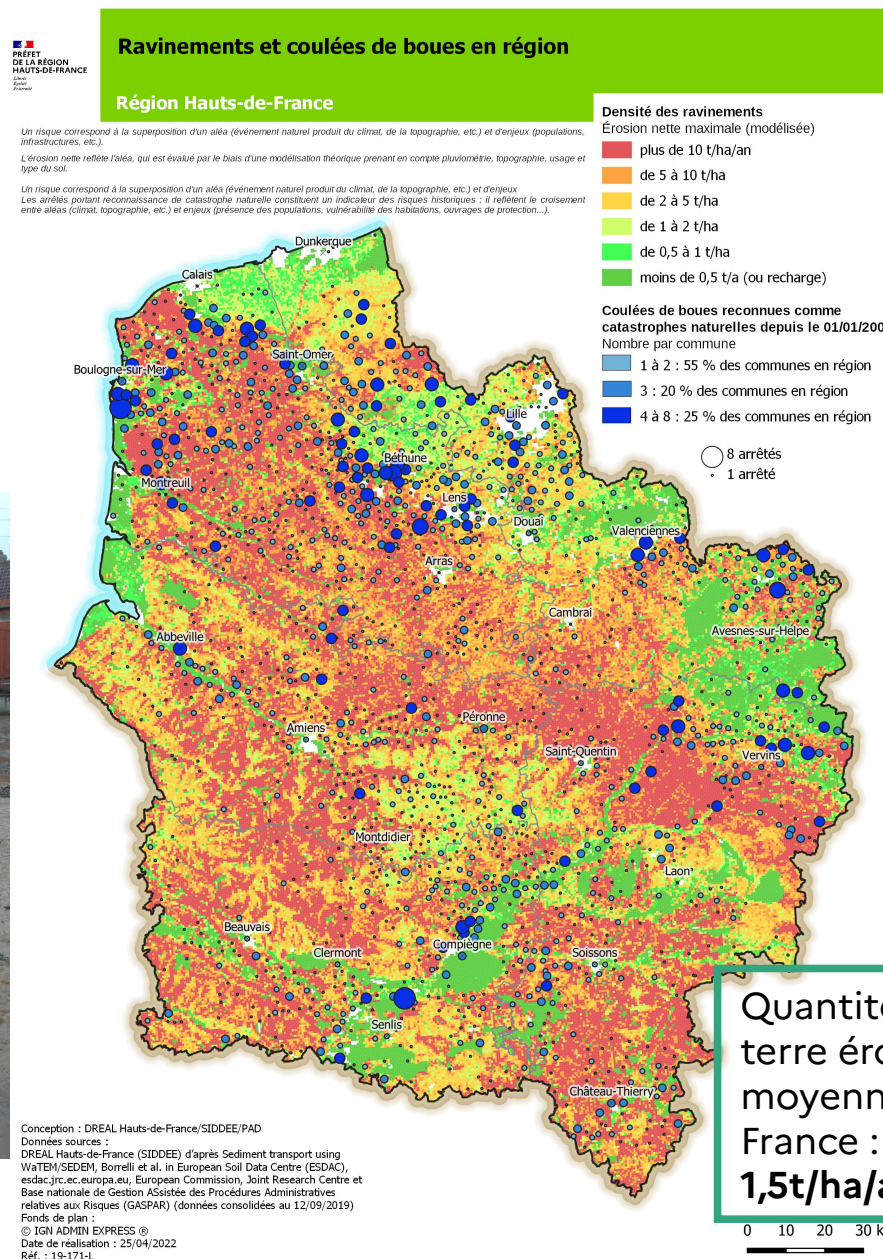 PRÉFET
DE LA RÉGION
HAUTS-DE-FRANCE
Liberté
Égalité
Fraternité
Ravinements et coulées de boues en région
Région Hauts-de-France
Un risque correspond à la superposition d'un aléa (événement naturel produit du climat, de la topographie, etc.) et d'enjeux (populations,
infrastructures, etc.).
L'érosion nette reflète l'aléa, qui est évalué par le biais d'une modélisation théorique prenant en compte pluviométrie, topographie, usage et
type du sol.
Un risque correspond à la superposition d'un aléa (événement naturel produit du climat, de la topographie, etc.) et d'enjeux
Les arrêtés portant reconnaissance de catastrophe naturelle constituent un indicateur des risques historiques ; il reflètent le croisement
entre aléas (climat, topographie, etc.) et enjeux (présence des populations, vulnérabilité des habitations, ouvrages de protection...).
Densité des ravinements
Érosion nette maximale (modélisée)
plus de 10 t/ha/an
de 5 à 10 t/ha
de 2 à 5 t/ha
de 1 à 2 t/ha
de 0,5 à 1 t/ha
moins de 0,5 t/a (ou recharge)
Coulées de boues reconnues comme
catastrophes naturelles depuis le 01/01/200
Nombre par commune
1 à 2 : 55 % des communes en région
3 : 20 % des communes en région
4 à 8 : 25 % des communes en région
8 arrêtés
1 arrêté
Dunkerque
Calais
Saint-Omer
Boulogne-sur-Mer
Lille
Béthune
Montreuil
Lens
Douai
Valenciennes
Arras
Cambrai
Avesnes-sur-Helpe
Abbeville
Péronne
Amiens
Saint-Quentin
Vervins
Montdidier
Laon
Beauvais
Clermont
Compiègne
Soissons
Senlis
Château-Thierry
Quantité
terre éro
moyenn
France :
1,5t/ha/a
0 10 20 30 k
Conception : DREAL Hauts-de-France/SIDDEE/PAD
Données sources :
DREAL Hauts-de-France (SIDDEE) d'après Sediment transport using
WaTEM/SEDEM, Borrelli et al. in European Soil Data Centre (ESDAC),
esdac.jrc.ec.europa.eu, European Commission, Joint Research Centre et
Base nationale de Gestion ASsistée des Procédures Administratives
relatives aux Risques (GASPAR) (données consolidées au 12/09/2019)
Fonds de plan :
© IGN ADMIN EXPRESS ®
Date de réalisation : 25/04/2022
Réf. : 19-171-L